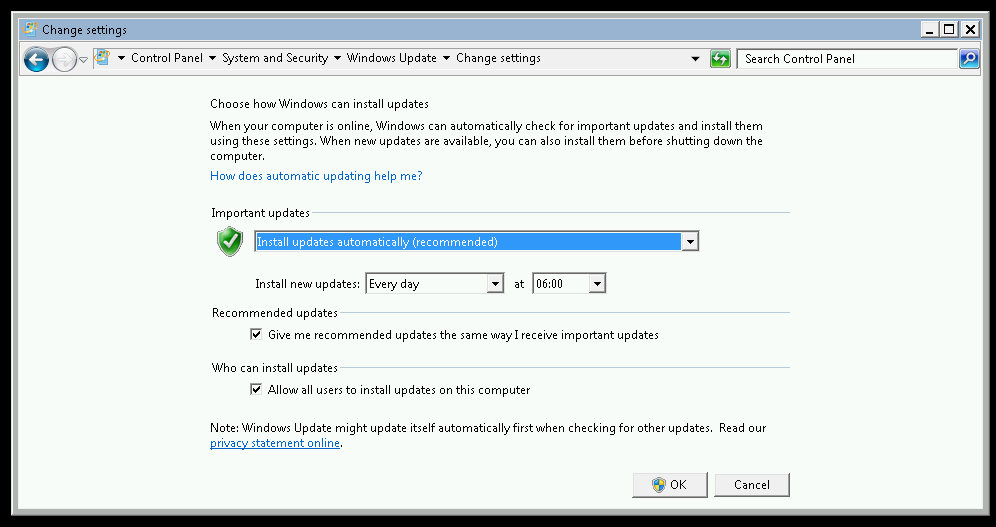 Change settings
Control Panel System and Security Windows Update Change settings Search Control Panel
Choose how Windows can install updates
When your computer is online, Windows can automatically check for important updates and install them
using these settings. When new updates are available, you can also install them before shutting down the
computer.
How does automatic updating help me?
Important updates
Install updates automatically (recommended)
Install new updates: Every day at 06:00
Recommended updates
Give me recommended updates the same way I receive important updates
Who can install updates
Allow all users to install updates on this computer
Note: Windows Update might update itself automatically first when checking for other updates. Read our
privacy statement online.
OK Cancel